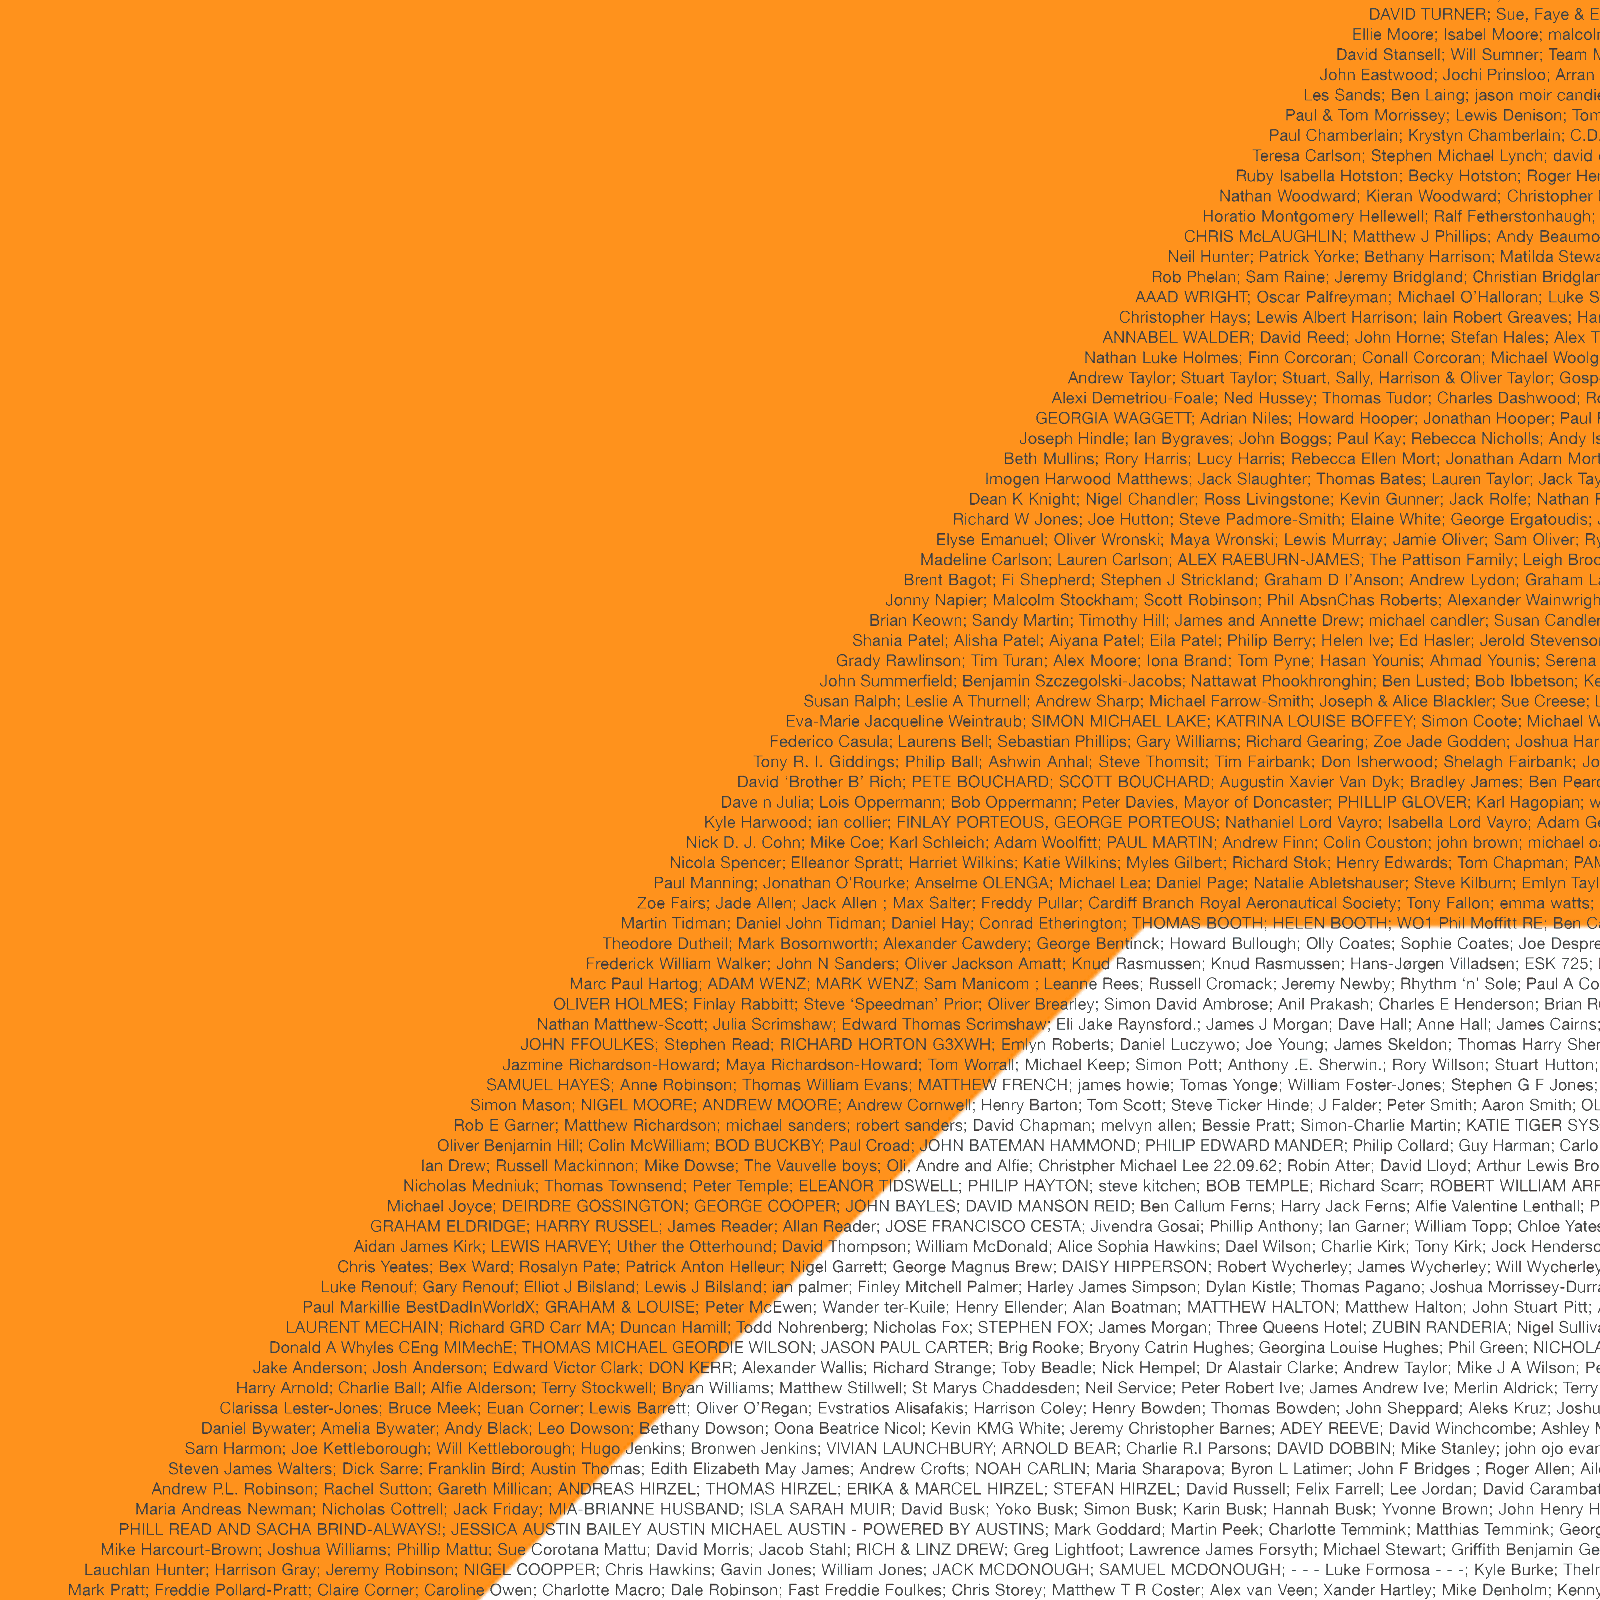 DAVID TURNER; Sue, Faye & E
Ellie Moore; Isabel Moore; malcolm
David Stansell; Will Sumner; Team M
John Eastwood; Jochi Prinsloo; Arran
Les Sands; Ben Laing; jason moir candie
Paul & Tom Morrissey; Lewis Denison; Tom
Paul Chamberlain; Krystyn Chamberlain; C.D.
Teresa Carlson; Stephen Michael Lynch; david
Ruby Isabella Hotston; Becky Hotston; Roger Her
Nathan Woodward; Kieran Woodward; Christopher
Horatio Montgomery Hellewell; Ralf Fetherstonhaugh;
CHRIS McLAUGHLIN; Matthew J Phillips; Andy Beaumo
Neil Hunter; Patrick Yorke; Bethany Harrison; Matilda Stewa
Rob Phelan; Sam Raine; Jeremy Bridgland; Christian Bridglan
AAAD WRIGHT; Oscar Palfreyman; Michael O'Halloran; Luke S
Christopher Hays; Lewis Albert Harrison; Iain Robert Greaves; Ha
ANNABEL WALDER; David Reed; John Horne; Stefan Hales; Alex T
Nathan Luke Holmes; Finn Corcoran; Conall Corcoran; Michael Woolg
Andrew Taylor; Stuart Taylor; Stuart, Sally, Harrison & Oliver Taylor; Gosp
Alexi Demetriou-Foale; Ned Hussey; Thomas Tudor; Charles Dashwood; Ro
GEORGIA WAGGETT; Adrian Niles; Howard Hooper; Jonathan Hooper; Paul
Joseph Hindle; Ian Bygraves; John Boggs; Paul Kay; Rebecca Nicholls; Andy Is
Beth Mullins; Rory Harris; Lucy Harris; Rebecca Ellen Mort; Jonathan Adam Mort
Imogen Harwood Matthews; Jack Slaughter; Thomas Bates; Lauren Taylor; Jack Tay
Dean K Knight; Nigel Chandler; Ross Livingstone; Kevin Gunner; Jack Rolfe; Nathan
Richard W Jones; Joe Hutton; Steve Padmore-Smith; Elaine White; George Ergatoudis;
Elyse Emanuel; Oliver Wronski; Maya Wronski; Lewis Murray; Jamie Oliver; Sam Oliver; Ry
Madeline Carlson; Lauren Carlson; ALEX RAEBURN-JAMES; The Pattison Family; Leigh Broo
Brent Bagot; Fi Shepherd; Stephen J Strickland; Graham D I'Anson; Andrew Lydon; Graham La
Jonny Napier; Malcolm Stockham; Scott Robinson; Phil AbsnChas Roberts; Alexander Wainwrigh
Brian Keown; Sandy Martin; Timothy Hill; James and Annette Drew; michael candler; Susan Candler
Shania Patel; Alisha Patel; Aiyana Patel; Eila Patel; Philip Berry; Helen Ive; Ed Hasler; Jerold Stevenso
Grady Rawlinson; Tim Turan; Alex Moore; Iona Brand; Tom Pyne; Hasan Younis; Ahmad Younis; Serena
John Summerfield; Benjamin Szczegolski-Jacobs; Nattawat Phookhronghin; Ben Lusted; Bob Ibbetson; Ke
Susan Ralph; Leslie A Thurnell; Andrew Sharp; Michael Farrow-Smith; Joseph & Alice Blackler; Sue Creese; L
Eva-Marie Jacqueline Weintraub; SIMON MICHAEL LAKE; KATRINA LOUISE BOFFEY; Simon Coote; Michael W
Federico Casula; Laurens Bell; Sebastian Phillips; Gary Williams; Richard Gearing; Zoe Jade Godden; Joshua Har
Tony R. I. Giddings; Philip Ball; Ashwin Anhal; Steve Thomsit; Tim Fairbank; Don Isherwood; Shelagh Fairbank; Jo
David 'Brother B' Rich; PETE BOUCHARD; SCOTT BOUCHARD; Augustin Xavier Van Dyk; Bradley James; Ben Pearc
Dave n Julia; Lois Oppermann; Bob Oppermann; Peter Davies, Mayor of Doncaster; PHILLIP GLOVER; Karl Hagopian; w
Kyle Harwood; ian collier; FINLAY PORTEOUS, GEORGE PORTEOUS; Nathaniel Lord Vayro; Isabella Lord Vayro; Adam Ge
Nick D. J. Cohn; Mike Coe; Karl Schleich; Adam Woolfitt; PAUL MARTIN; Andrew Finn; Colin Couston; john brown; michael oa
Nicola Spencer; Elleanor Spratt; Harriet Wilkins; Katie Wilkins; Myles Gilbert; Richard Stok; Henry Edwards; Tom Chapman; PAM
Paul Manning; Jonathan O'Rourke; Anselme OLENGA; Michael Lea; Daniel Page; Natalie Abletshauser; Steve Kilburn; Emlyn Tayl
Zoe Fairs; Jade Allen; Jack Allen ; Max Salter; Freddy Pullar; Cardiff Branch Royal Aeronautical Society; Tony Fallon; emma watts;
Martin Tidman; Daniel John Tidman; Daniel Hay; Conrad Etherington; THOMAS BOOTH; HELEN BOOTH; WO1 Phil Moffitt RE; Ben Ca
Theodore Dutheil; Mark Bosomworth; Alexander Cawdery; George Bentinck; Howard Bullough; Olly Coates; Sophie Coates; Joe Despre
Frederick William Walker; John N Sanders; Oliver Jackson Amatt; Knud Rasmussen; Knud Rasmussen; Hans-Jørgen Villadsen; ESK 725;
Marc Paul Hartog; ADAM WENZ; MARK WENZ; Sam Manicom ; Leanne Rees; Russell Cromack; Jeremy Newby; Rhythm 'n' Sole; Paul A Co
OLIVER HOLMES; Finlay Rabbitt; Steve 'Speedman' Prior; Oliver Brearley; Simon David Ambrose; Anil Prakash; Charles E Henderson; Brian Ru
Nathan Matthew-Scott; Julia Scrimshaw; Edward Thomas Scrimshaw; Eli Jake Raynsford.; James J Morgan; Dave Hall; Anne Hall; James Cairns;
JOHN FFOULKES; Stephen Read; RICHARD HORTON G3XWH; Emlyn Roberts; Daniel Luczywo; Joe Young; James Skeldon; Thomas Harry Sher
Jazmine Richardson-Howard; Maya Richardson-Howard; Tom Worrall; Michael Keep; Simon Pott; Anthony .E. Sherwin.; Rory Willson; Stuart Hutton;
SAMUEL HAYES; Anne Robinson; Thomas William Evans; MATTHEW FRENCH; james howie; Tomas Yonge; William Foster-Jones; Stephen G F Jones;
Simon Mason; NIGEL MOORE; ANDREW MOORE; Andrew Cornwell; Henry Barton; Tom Scott; Steve Ticker Hinde; J Falder; Peter Smith; Aaron Smith; OL
Rob E Garner; Matthew Richardson; michael sanders; robert sanders; David Chapman; melvyn allen; Bessie Pratt; Simon-Charlie Martin; KATIE TIGER SYS
Oliver Benjamin Hill; Colin McWilliam; BOD BUCKBY; Paul Croad; JOHN BATEMAN HAMMOND; PHILIP EDWARD MANDER; Philip Collard; Guy Harman; Carlo
Ian Drew; Russell Mackinnon; Mike Dowse; The Vauvelle boys; Oli, Andre and Alfie; Christpher Michael Lee 22.09.62; Robin Atter; David Lloyd; Arthur Lewis Bro
Nicholas Medniuk; Thomas Townsend; Peter Temple; ELEANOR TIDSWELL; PHILIP HAYTON; steve kitchen; BOB TEMPLE; Richard Scarr; ROBERT WILLIAM ARR
Michael Joyce; DEIRDRE GOSSINGTON; GEORGE COOPER; JOHN BAYLES; DAVID MANSON REID; Ben Callum Ferns; Harry Jack Ferns; Alfie Valentine Lenthall; P
GRAHAM ELDRIDGE; HARRY RUSSEL; James Reader; Allan Reader; JOSE FRANCISCO CESTA; Jivendra Gosai; Phillip Anthony; Ian Garner; William Topp; Chloe Yates
Aidan James Kirk; LEWIS HARVEY; Uther the Otterhound; David Thompson; William McDonald; Alice Sophia Hawkins; Dael Wilson; Charlie Kirk; Tony Kirk; Jock Henderso
Chris Yeates; Bex Ward; Rosalyn Pate; Patrick Anton Helleur; Nigel Garrett; George Magnus Brew; DAISY HIPPERSON; Robert Wycherley; James Wycherley; Will Wycherley
Luke Renouf; Gary Renouf; Elliot J Bilsland; Lewis J Bilsland: ian palmer; Finley Mitchell Palmer; Harley James Simpson; Dylan Kistle; Thomas Pagano; Joshua Morrissey-Durra
Paul Markillie BestDadInWorldX; GRAHAM & LOUISE; Peter McEwen; Wander ter-Kuile; Henry Ellender; Alan Boatman; MATTHEW HALTON; Matthew Halton; John Stuart Pitt;
LAURENT MECHAIN; Richard GRD Carr MA; Duncan Hamill; Todd Nohrenberg; Nicholas Fox; STEPHEN FOX; James Morgan; Three Queens Hotel; ZUBIN RANDERIA; Nigel Sulliva
Donald A Whyles CEng MIMechE; THOMAS MICHAEL GEORDIE WILSON; JASON PAUL CARTER; Brig Rooke; Bryony Catrin Hughes; Georgina Louise Hughes; Phil Green; NICHOLA
Jake Anderson; Josh Anderson; Edward Victor Clark; DON KERR; Alexander Wallis; Richard Strange; Toby Beadle; Nick Hempel; Dr Alastair Clarke; Andrew Taylor; Mike J A Wilson; Pe
Harry Arnold; Charlie Ball; Alfie Alderson; Terry Stockwell; Bryan Williams; Matthew Stillwell; St Marys Chaddesden; Neil Service; Peter Robert Ive; James Andrew Ive; Merlin Aldrick; Terry
Clarissa Lester-Jones; Bruce Meek; Euan Corner; Lewis Barrett; Oliver O'Regan; Evstratios Alisafakis; Harrison Coley; Henry Bowden; Thomas Bowden; John Sheppard; Aleks Kruz; Joshu
Daniel Bywater; Amelia Bywater; Andy Black; Leo Dowson; Bethany Dowson; Oona Beatrice Nicol; Kevin KMG White; Jeremy Christopher Barnes; ADEY REEVE; David Winchcombe; Ashley M
Sam Harmon; Joe Kettleborough; Will Kettleborough; Hugo Jenkins; Bronwen Jenkins; VIVIAN LAUNCHBURY; ARNOLD BEAR; Charlie R.I Parsons; DAVID DOBBIN; Mike Stanley; john ojo evan
Steven James Walters; Dick Sarre; Franklin Bird; Austin Thomas; Edith Elizabeth May James; Andrew Crofts; NOAH CARLIN; Maria Sharapova; Byron L Latimer; John F Bridges ; Roger Allen; Aile
Andrew P.L. Robinson; Rachel Sutton; Gareth Millican; ANDREAS HIRZEL; THOMAS HIRZEL; ERIKA & MARCEL HIRZEL; STEFAN HIRZEL; David Russell; Felix Farrell; Lee Jordan; David Carambat
Maria Andreas Newman; Nicholas Cottrell; Jack Friday; MIA-BRIANNE HUSBAND; ISLA SARAH MUIR; David Busk; Yoko Busk; Simon Busk; Karin Busk; Hannah Busk; Yvonne Brown; John Henry H
PHILL READ AND SACHA BRIND-ALWAYS!; JESSICA AUSTIN BAILEY AUSTIN MICHAEL AUSTIN - POWERED BY AUSTINS; Mark Goddard; Martin Peek; Charlotte Temmink; Matthias Temmink; Georg
Mike Harcourt-Brown; Joshua Williams; Phillip Mattu; Sue Corotana Mattu; David Morris; Jacob Stahl; RICH & LINZ DREW; Greg Lightfoot; Lawrence James Forsyth; Michael Stewart; Griffith Benjamin Ge
Lauchlan Hunter; Harrison Gray; Jeremy Robinson; NIGEL COOPPER; Chris Hawkins; Gavin Jones; William Jones; JACK MCDONOUGH; SAMUEL MCDONOUGH; - - - Luke Formosa - - -; Kyle Burke; Thelm
Mark Pratt; Freddie Pollard-Pratt; Claire Corner; Caroline Owen; Charlotte Macro; Dale Robinson; Fast Freddie Foulkes; Chris Storey; Matthew T R Coster; Alex van Veen; Xander Hartley; Mike Denholm; Kenny